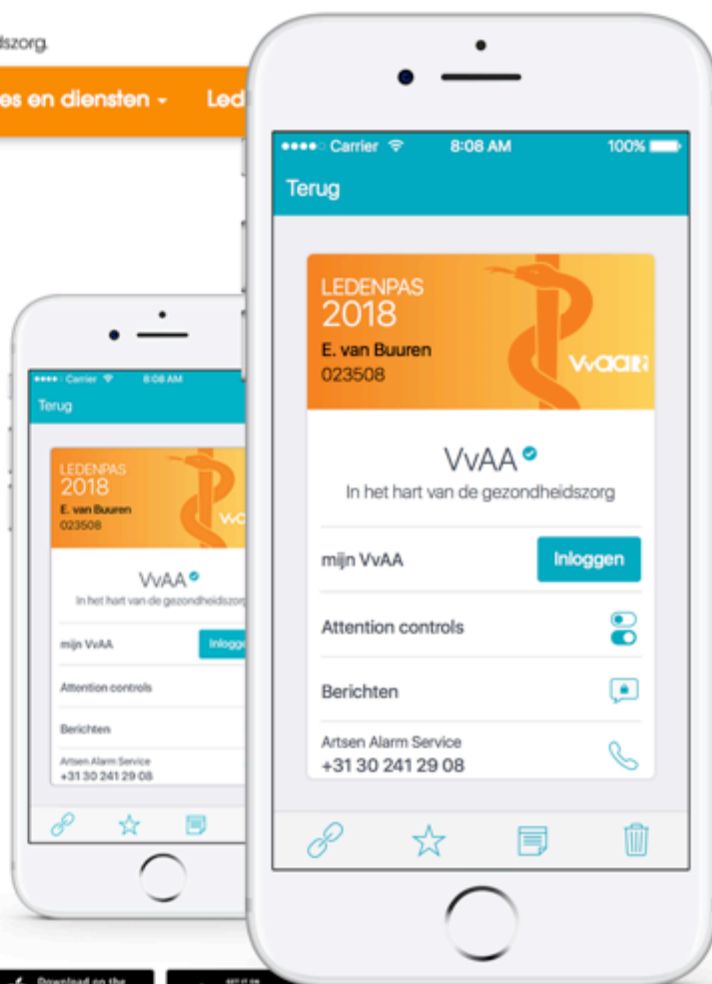 es en diensten
Carrier
8:08 AM
100%
Terug
LEDENPAS
2018
E. van Buuren
023508
VvAA
VvAA
In het hart van de gezondheidszorg
mijn VvAA
Inloggen
Attention controls
Berichten
Artsen Alarm Service
+31 30 241 29 08
Carrier
8:08 AM
Terug
LEDENPAS
2018
E. van Buuren
023508
VvAA
In het hart van de gezondheidszorg
mijn VvAA
Attention controls
Berichten
Artsen Alarm Service
+31 30 241 29 08
Download on the
GET IT ON